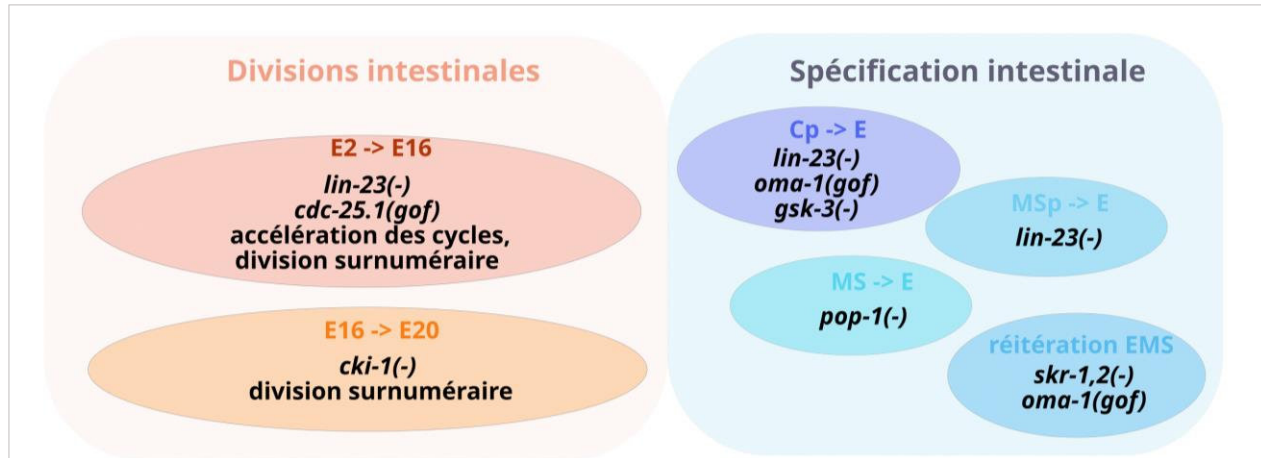 Divisions intestinales
E2 -> E16
lin-23(-)
cdc-25.1(gof)
accélération des cycles,
division surnuméraire
E16 -> E20
cki-1(-)
division surnuméraire
Spécification intestinale
Cp -> E
lin-23(-)
oma-1(gof)
gsk-3(-)
MSp -> E
lin-23(-)
MS -> E
pop-1(-)
réitération EMS
skr-1,2(-)
oma-1(gof)